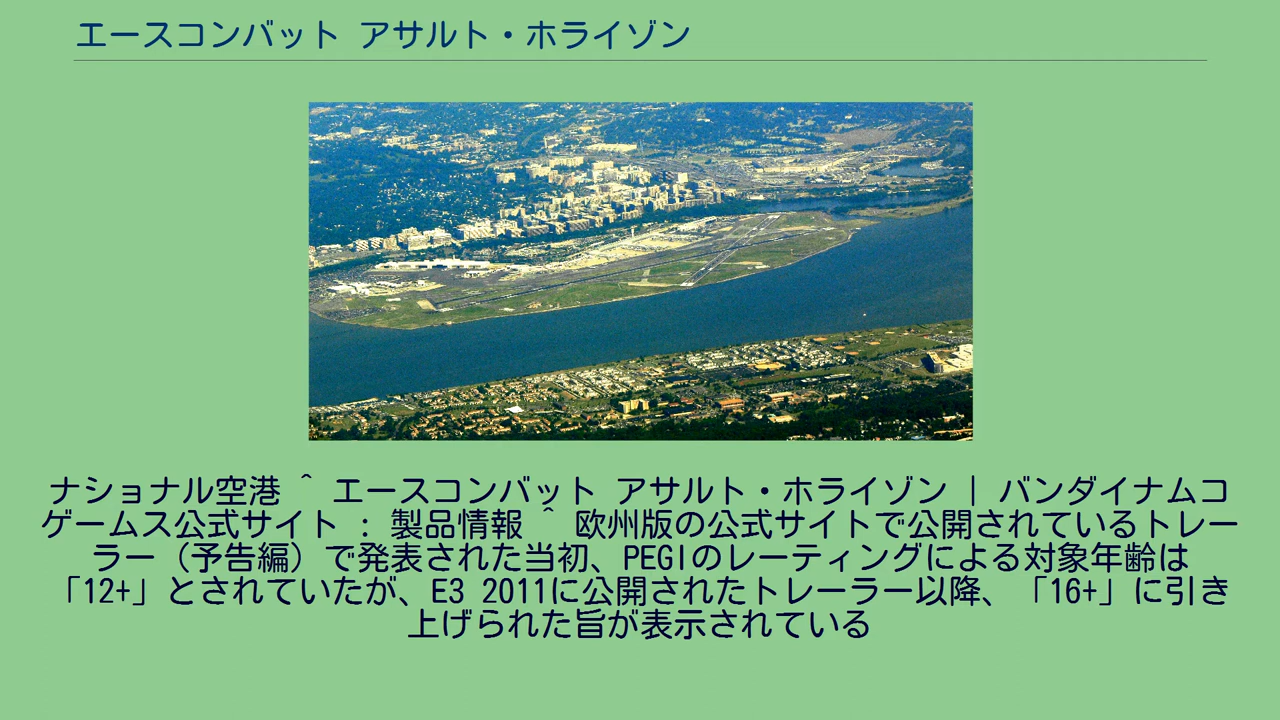 エースコンバット アサルト・ホライゾン
ナショナル空港 ^ エースコンバット アサルト・ホライゾン | バンダイナムコ
ゲームス公式サイト : 製品情報 ^ 欧州版の公式サイトで公開されているトレー
ラー（予告編）で発表された当初、PEGIのレーティングによる対象年齢は
「12+」とされていたが、E3 2011に公開されたトレーラー以降、「16+」に引き
上げられた旨が表示されている